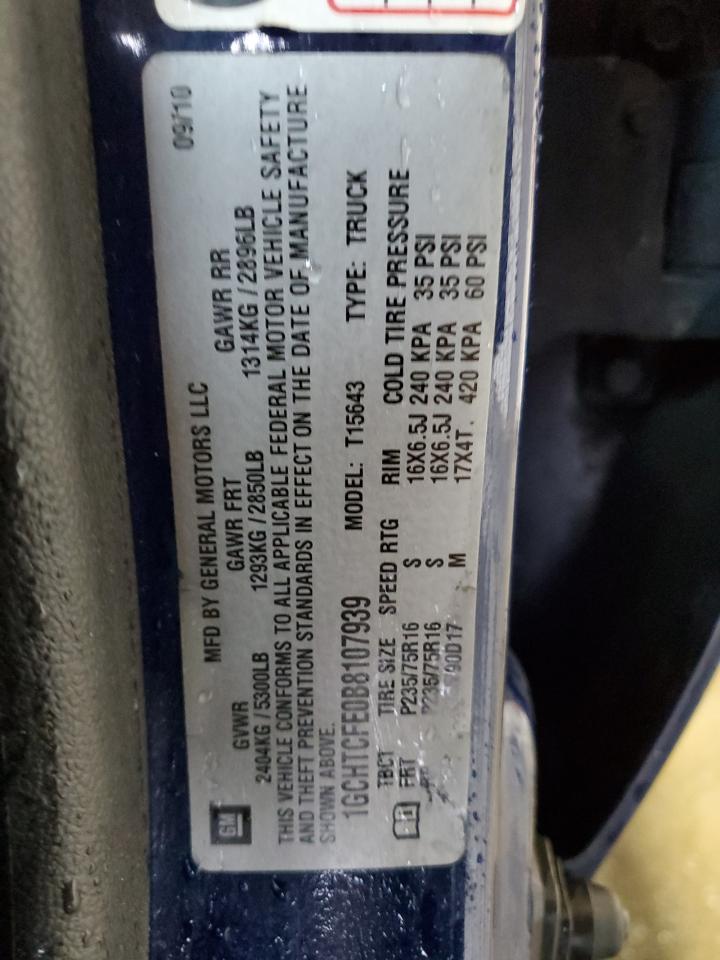 GM
MFD BY GENERAL MOTORS LLC 09/10
GVWR GAWR FRT GAWR RR
2404KG/5300LB 1293KG/2850LB 1314KG/2896LB
THIS VEHICLE CONFORMS TO ALL APPLICABLE FEDERAL MOTOR VEHICLE SAFETY
AND THEFT PREVENTION STANDARDS IN EFFECT ON THE DATE OF MANUFACTURE
SHOWN ABOVE.
1GCHTCFE0B8107939 MODEL: T15643 TYPE: TRUCK
TBCT TIRE SIZE SPEED RTG RIM COLD TIRE PRESSURE
FRT P235/75R16 S 16X6.5J 240 KPA 35 PSI
P235/75R16 S 16X6.5J 240 KPA 35 PSI
/90D17 M 17X4T. 420 KPA 60 PSI